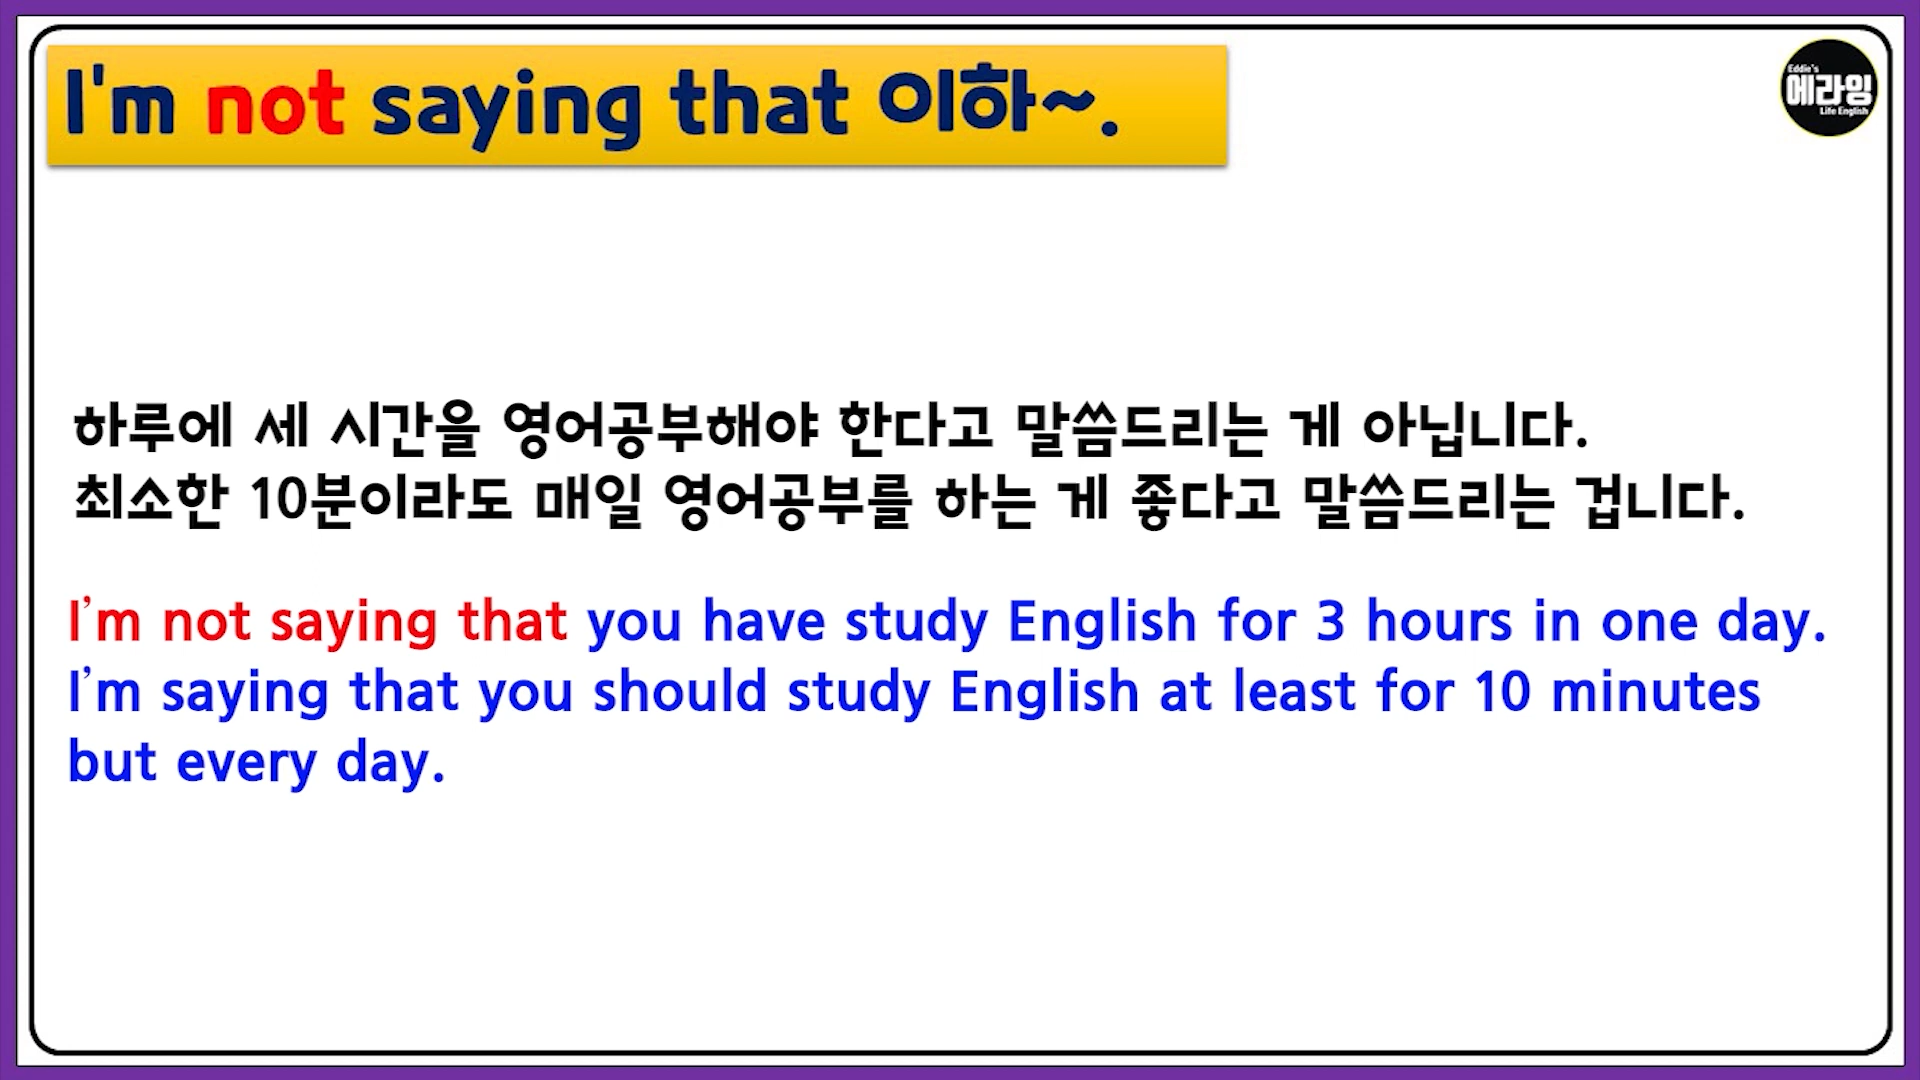 I'm not saying that 이하~.
Eddie's
에라잉
Life English
하루에 세 시간을 영어공부해야 한다고 말씀드리는 게 아닙니다.
최소한 10분이라도 매일 영어공부를 하는 게 좋다고 말씀드리는 겁니다.
I’m not saying that you have study English for 3 hours in one day.
I’m saying that you should study English at least for 10 minutes
but every day.